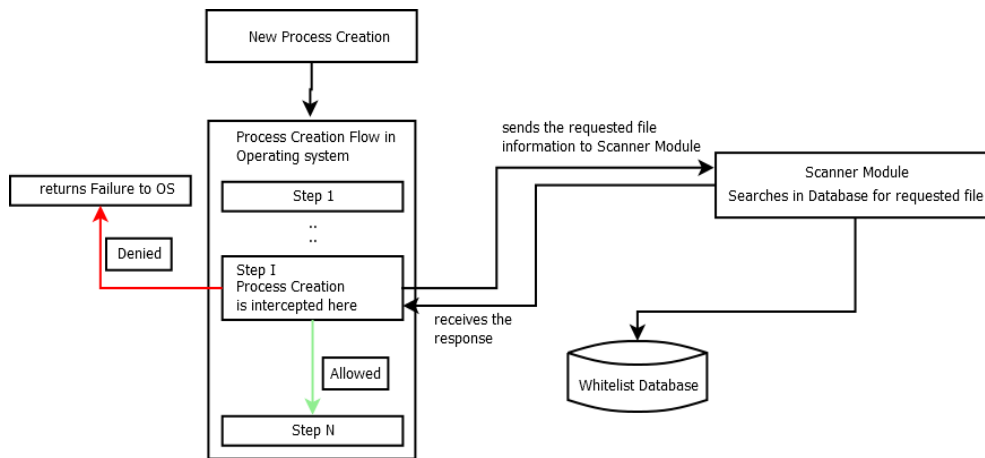 New Process Creation
Process Creation Flow in
Operating system
sends the requested file
information to Scanner Module
Scanner Module
Searches in Database for requested file
returns Failure to OS
Step 1
..
..
Denied
Step I
Process Creation
is intercepted here
receives the
response
Allowed
Whitelist Database
Step N